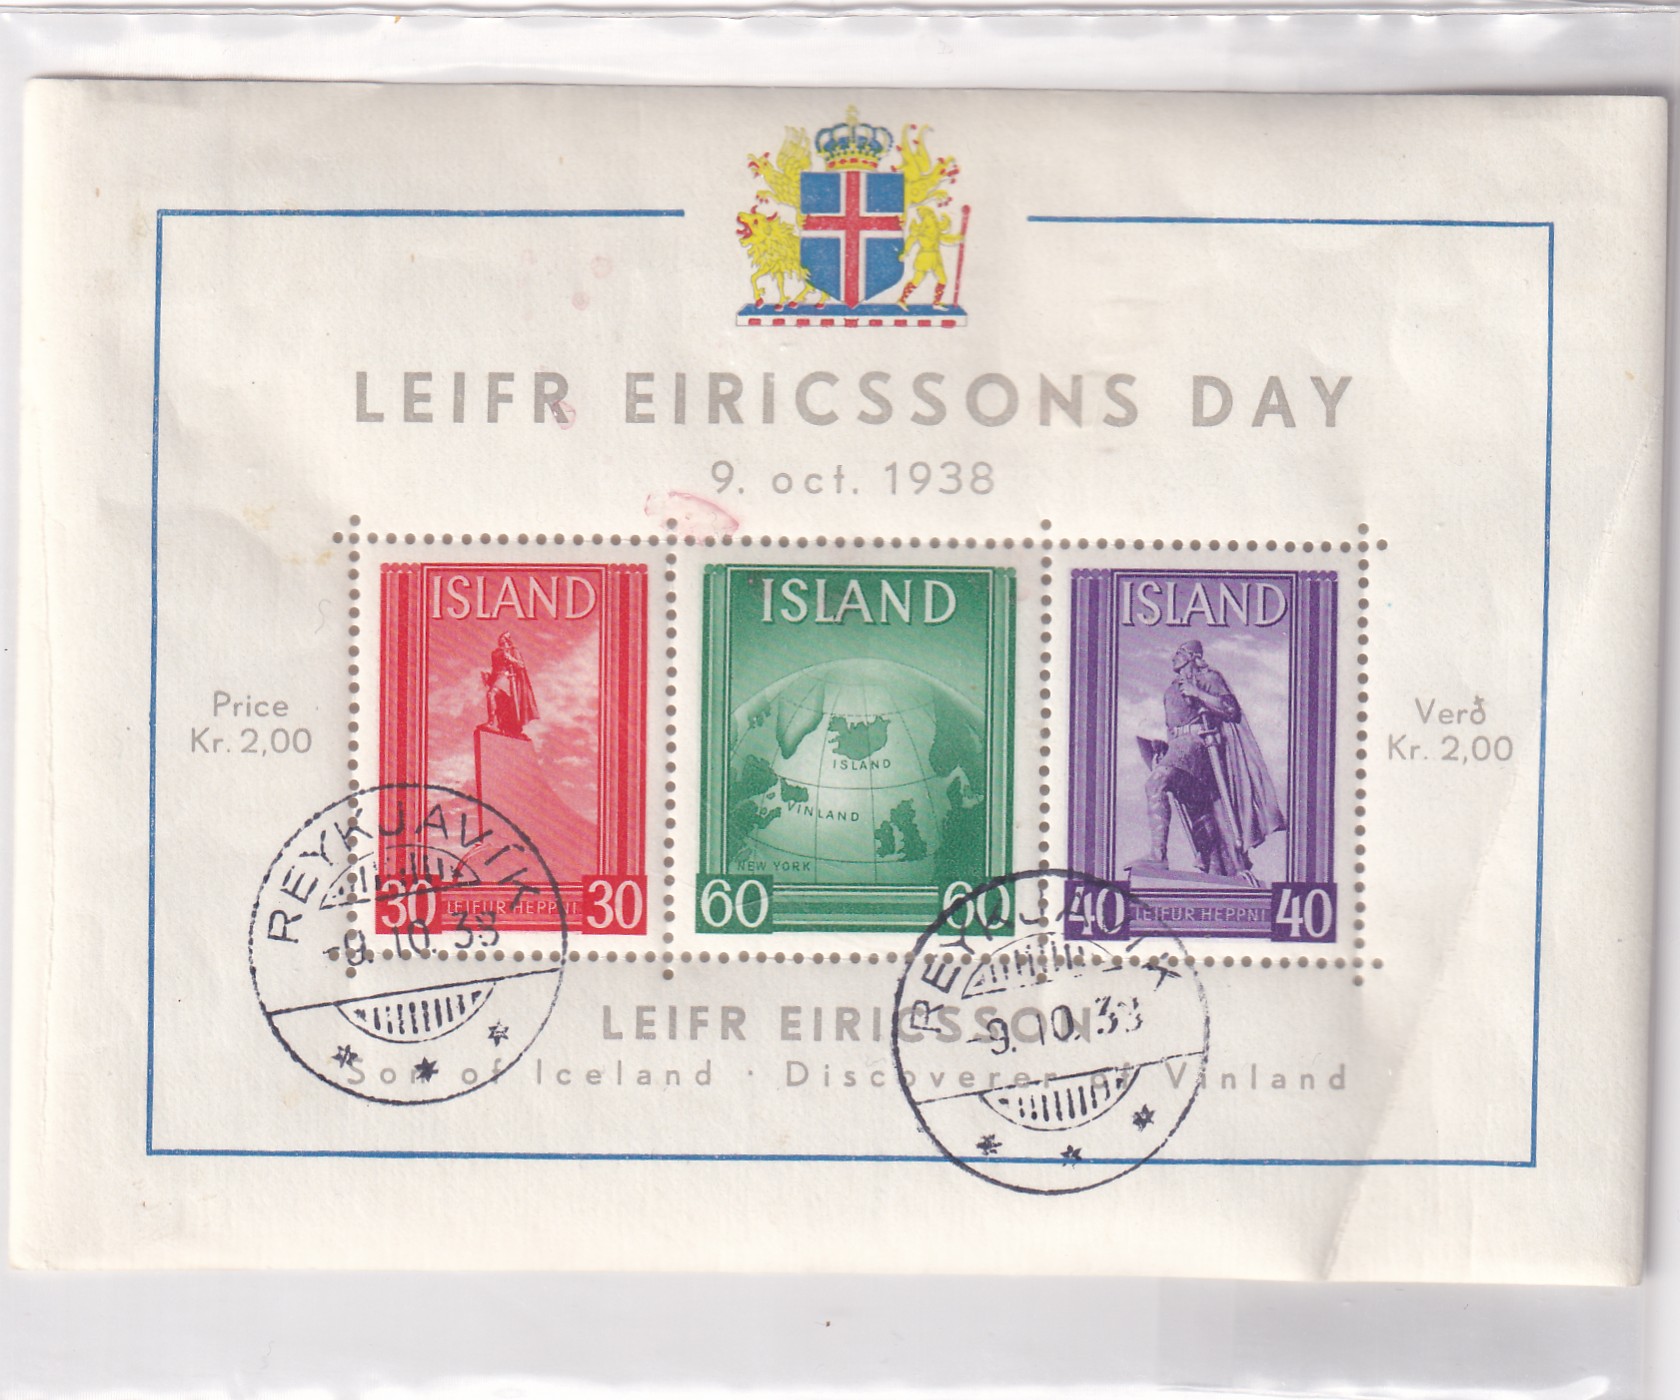 LEIFR EIRICSSONS DAY
9. oct. 1938
ISLAND
30 30
LEIFUR HEPPNI
ISLAND
ISLAND
VINLAND
NEW YORK
60 60
ISLAND
40 40
LEIFUR HEPPNI
Price
Kr. 2,00
Verð
Kr. 2,00
REYKJAVÍK
-9.10.38
REYKJAVÍK
-9.10.38
LEIFR EIRICSSON
Son of Iceland · Discoverer of Vinland